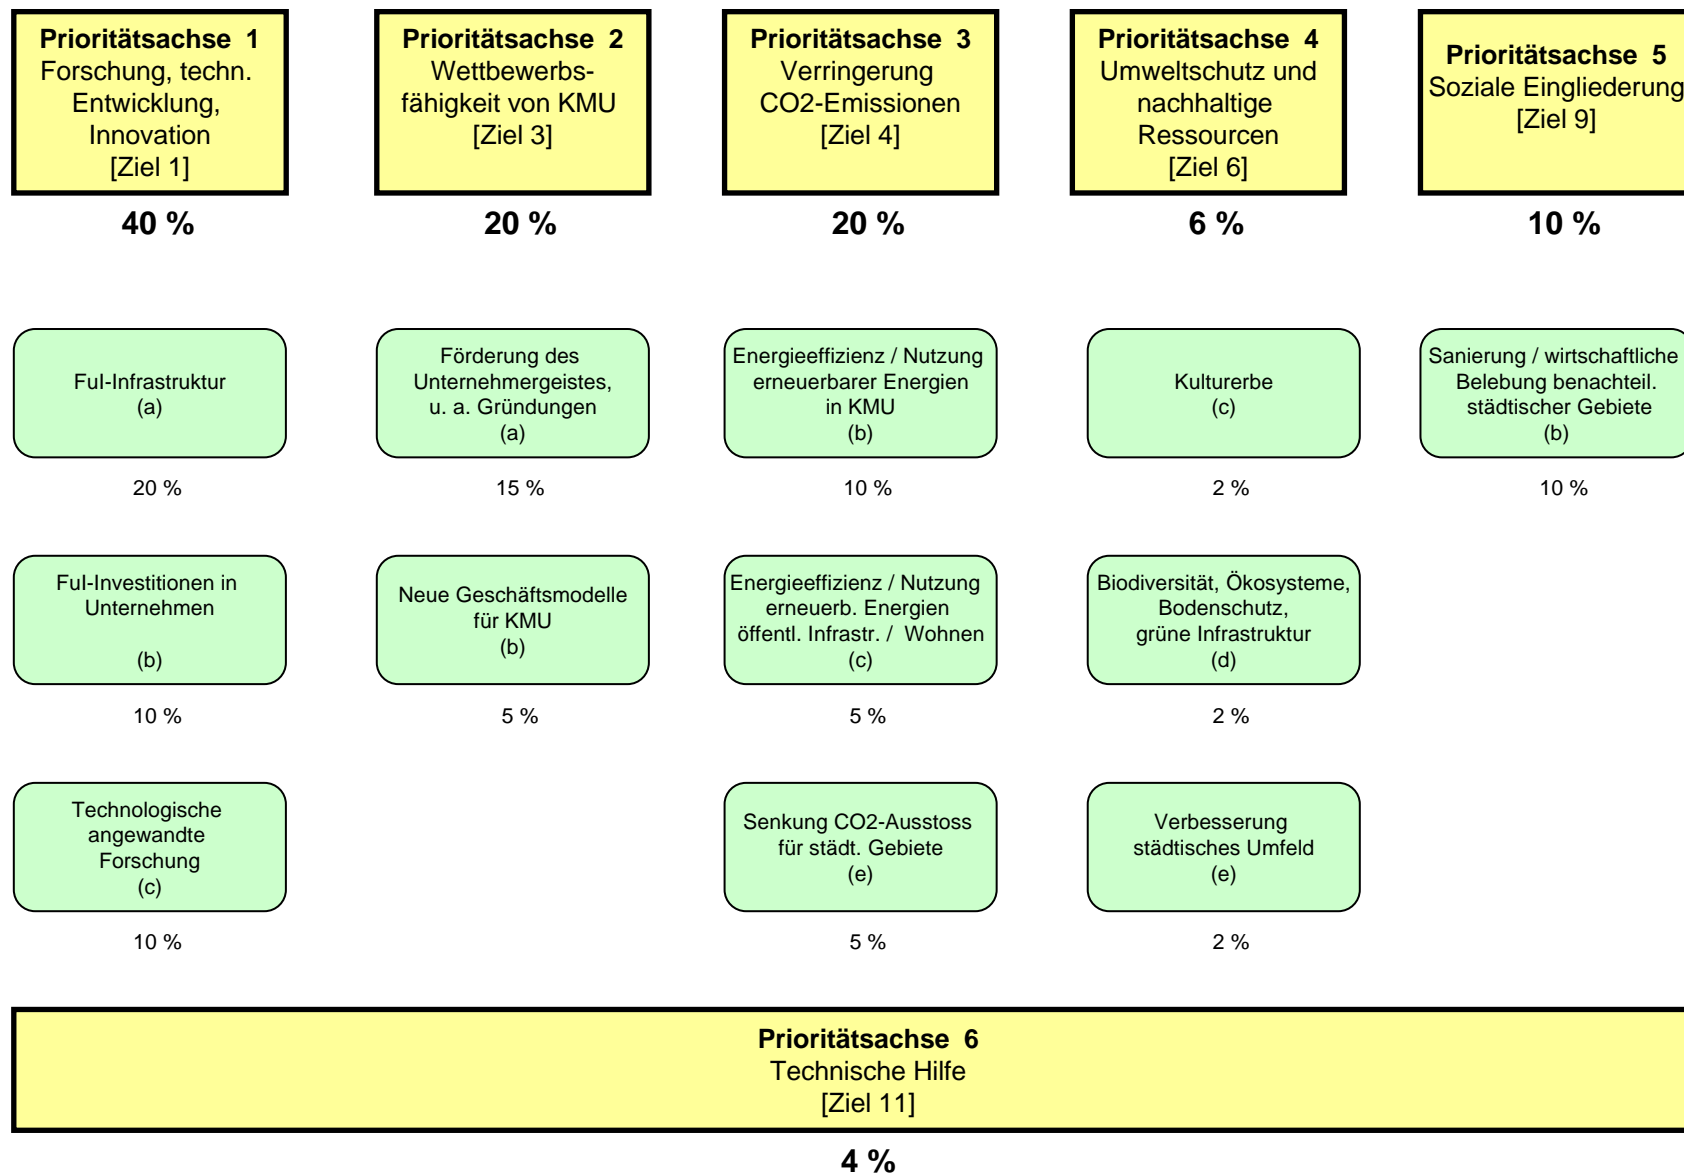 Prioritätsachse 1
Forschung, techn.
Entwicklung,
Innovation
[Ziel 1]
40 %
Prioritätsachse 2
Wettbewerbs-
fähigkeit von KMU
[Ziel 3]
20 %
Prioritätsachse 3
Verringerung
CO2-Emissionen
[Ziel 4]
20 %
Prioritätsachse 4
Umweltschutz und
nachhaltige
Ressourcen
[Ziel 6]
6 %
Prioritätsachse 5
Soziale Eingliederung
[Ziel 9]
10 %
FuI-Infrastruktur
(a)
20 %
Förderung des
Unternehmergeistes,
u. a. Gründungen
(a)
15 %
Energieeffizienz / Nutzung
erneuerbarer Energien
in KMU
(b)
10 %
Kulturerbe
(c)
2 %
Sanierung / wirtschaftliche
Belebung benachteil.
städtischer Gebiete
(b)
10 %
FuI-Investitionen in
Unternehmen
(b)
10 %
Neue Geschäftsmodelle
für KMU
(b)
5 %
Energieeffizienz / Nutzung
erneuerb. Energien
öffentl. Infrastr. / Wohnen
(c)
5 %
Biodiversität, Ökosysteme,
Bodenschutz,
grüne Infrastruktur
(d)
2 %
Technologische
angewandte
Forschung
(c)
10 %
Senkung CO2-Ausstoss
für städt. Gebiete
(e)
5 %
Verbesserung
städtisches Umfeld
(e)
2 %
Prioritätsachse 6
Technische Hilfe
[Ziel 11]
4 %